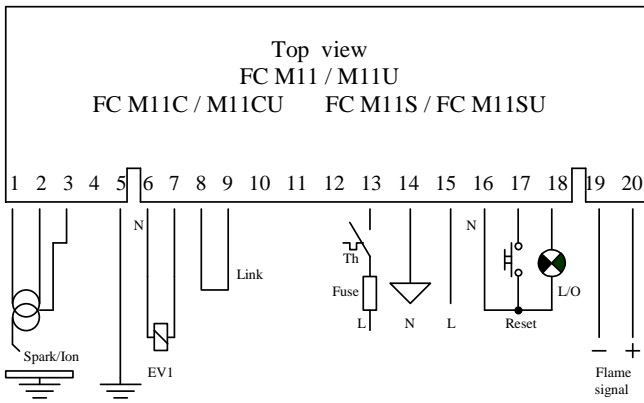 Top view
FC M11 / M11U
FC M11C / M11CU FC M11S / FC M11SU
1 2 3 4 5 6 7 8 9 10 11 12 13 14 15 16 17 18 19 20
N N
Th
Link
Fuse L/O
L N L Reset
Spark/Ion
EV1
− +
Flame
signal